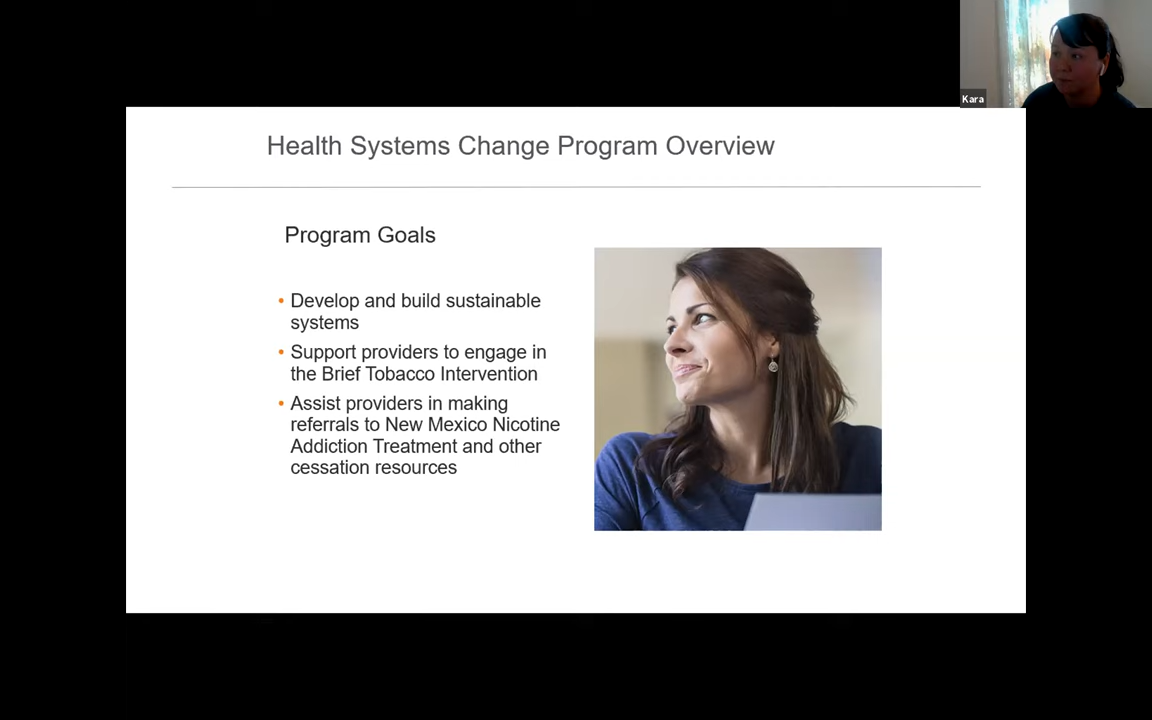 Kara
Health Systems Change Program Overview
Program Goals
• Develop and build sustainable
systems
• Support providers to engage in
the Brief Tobacco Intervention
• Assist providers in making
referrals to New Mexico Nicotine
Addiction Treatment and other
cessation resources